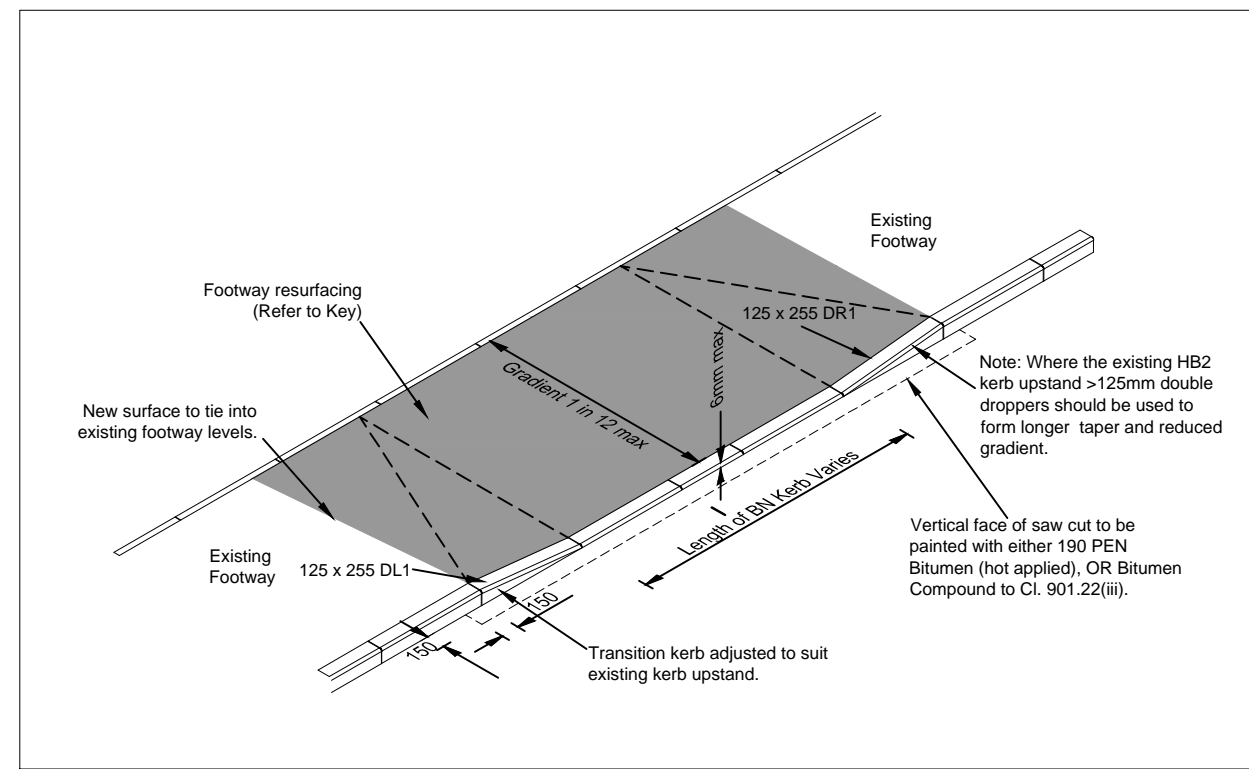 Existing
Footway
Footway resurfacing
(Refer to Key)
125 x 255 DR1
6mm max
Gradient 1 in 12 max
Note: Where the existing HB2
kerb upstand >125mm double
droppers should be used to
form longer taper and reduced
gradient.
New surface to tie into
existing footway levels.
Length of BN Kerb Varies
Vertical face of saw cut to be
painted with either 190 PEN
Bitumen (hot applied), OR Bitumen
Compound to Cl. 901.22(iii).
Existing
Footway
125 x 255 DL1
150
150
Transition kerb adjusted to suit
existing kerb upstand.